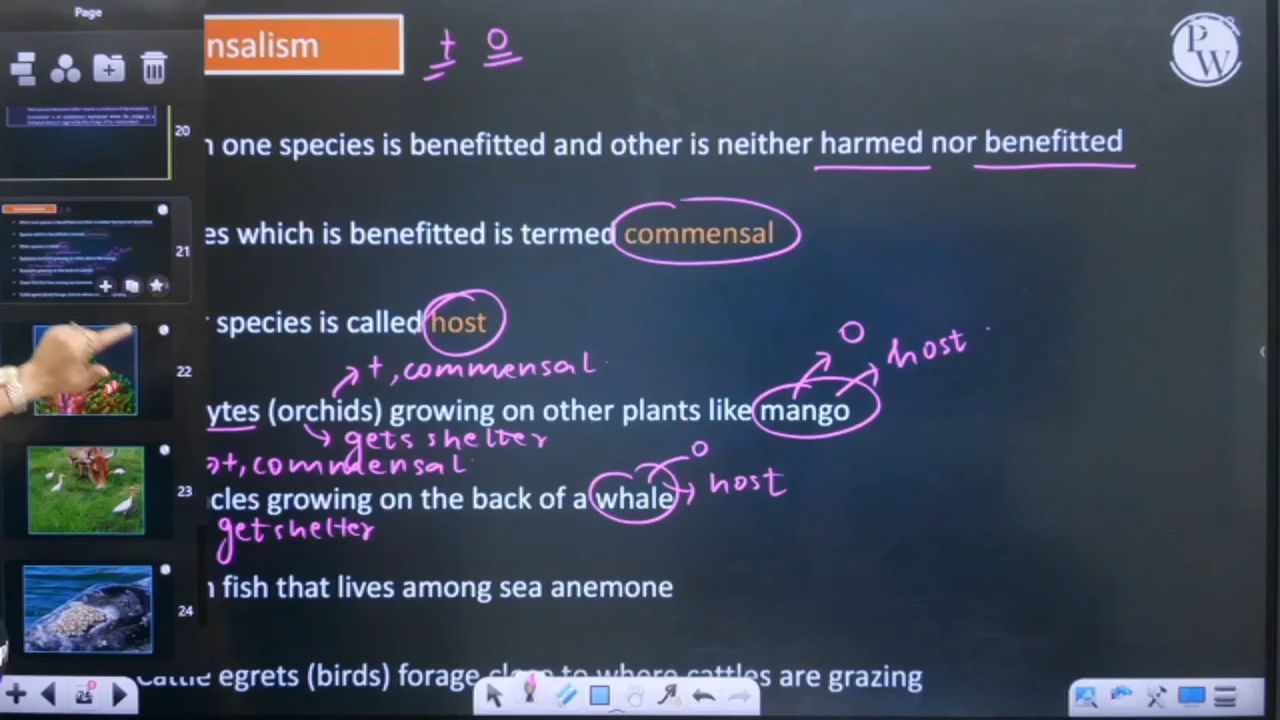 Page
nsalism + 0
PW
20
one species is benefitted and other is neither harmed nor benefitted
21
es which is benefitted is termed commensal
species is called host
22
+, commensal 0 host
ytes (orchids) growing on other plants like mango
gets shelter
+, commensal 0
23
cles growing on the back of a whale host
get shelter
fish that lives among sea anemone
24
Cattle egrets (birds) forage close to where cattles are grazing